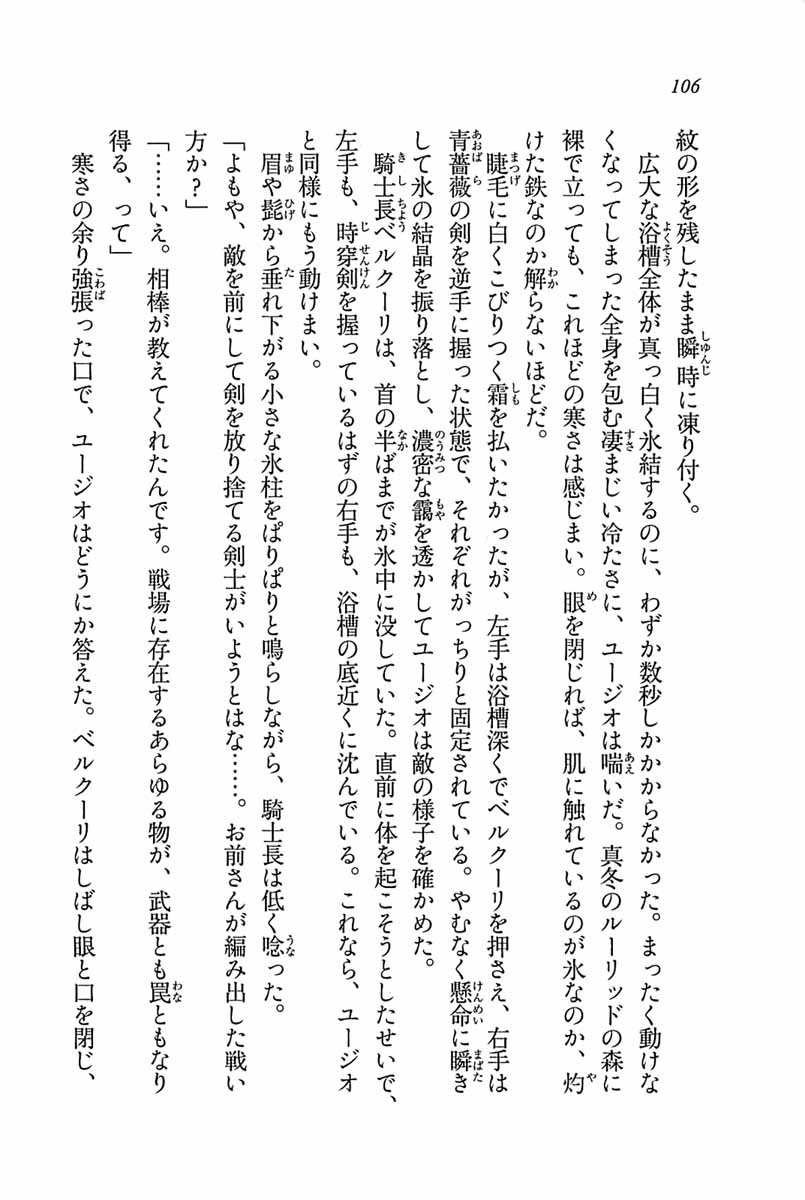 106
紋の形を残したまま瞬時に凍り付く。
広大な浴槽全体が真っ白く氷結するのに、わずか数秒しかかからなかった。まったく動けな
くなってしまった全身を包む凄まじい冷たさに、ユージオは喘いだ。真冬のルーリッドの森に
裸で立っても、これほどの寒さは感じまい。眼を閉じれば、肌に触れているのが氷なのか、灼
けた鉄なのか解らないほどだ。
睫毛に白くこびりつく霜を払いたかったが、左手は浴槽深くでベルクーリを押さえ、右手は
青薔薇の剣を逆手に握った状態で、それぞれがっちりと固定されている。やむなく懸命に瞬き
して氷の結晶を振り落とし、濃密な靄を透かしてユージオは敵の様子を確かめた。
騎士長ベルクーリは、首の半ばまでが氷中に没していた。直前に体を起こそうとしたせいで、
左手も、時穿剣を握っているはずの右手も、浴槽の底近くに沈んでいる。これなら、ユージオ
と同様にもう動けまい。
眉や髭から垂れ下がる小さな氷柱をぱりぱりと鳴らしながら、騎士長は低く唸った。
「よもや、敵を前にして剣を放り捨てる剣士がいようとはな……。お前さんが編み出した戦い
方か？」
「……いえ。相棒が教えてくれたんです。戦場に存在するあらゆる物が、武器とも罠ともなり
得る、って」
寒さの余り強張った口で、ユージオはどうにか答えた。ベルクーリはしばし眼と口を閉じ、